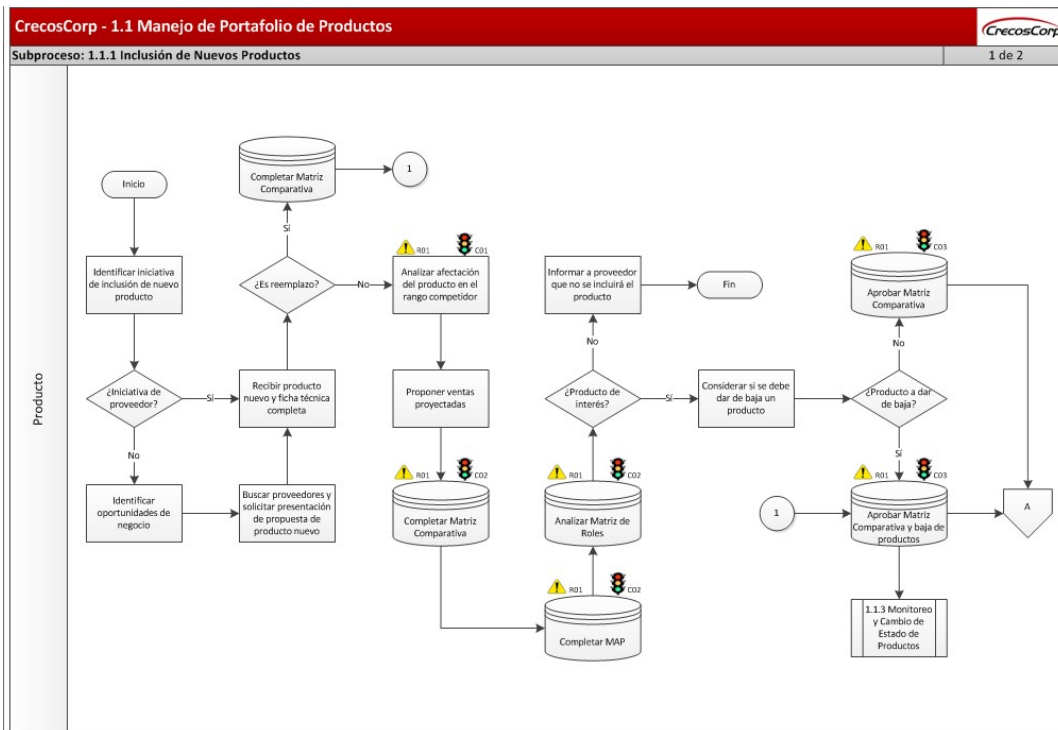 CrecosCorp - 1.1 Manejo de Portafolio de Productos
CrecosCorp
Subproceso: 1.1.1 Inclusión de Nuevos Productos
1 de 2
Producto
Inicio
Identificar iniciativa
de inclusión de nuevo
producto
¿Iniciativa de
proveedor?
Sí
No
Identificar
oportunidades de
negocio
Buscar proveedores y
solicitar presentación
de propuesta de
producto nuevo
Recibir producto
nuevo y ficha técnica
completa
¿Es reemplazo?
Sí
No
Completar Matriz
Comparativa
1
R01
C01
Analizar afectación
del producto en el
rango competidor
Proponer ventas
proyectadas
R01
C02
Completar Matriz
Comparativa
R01
C02
Completar MAP
R01
C02
Analizar Matriz de
Roles
¿Producto de
interés?
No
Sí
Informar a proveedor
que no se incluirá el
producto
Fin
Considerar si se debe
dar de baja un
producto
¿Producto a dar
de baja?
No
Sí
R01
C03
Aprobar Matriz
Comparativa
1
R01
C03
Aprobar Matriz
Comparativa y baja de
productos
A
1.1.3 Monitoreo
y Cambio de
Estado de
Productos